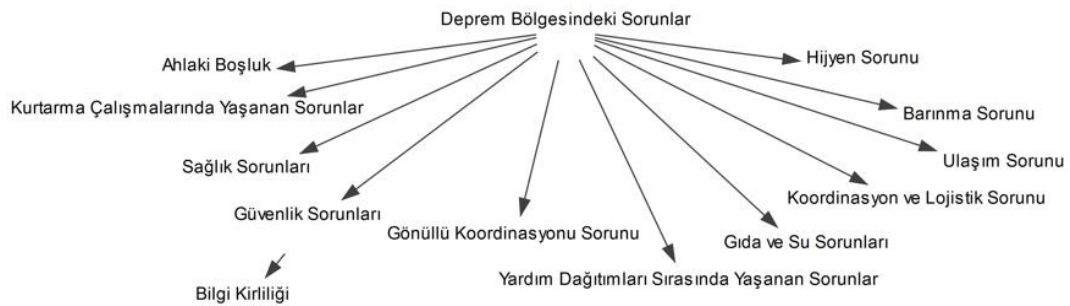 Deprem Bölgesindeki Sorunlar
Ahlaki Boşluk
Hijyen Sorunu
Kurtarma Çalışmalarında Yaşanan Sorunlar
Barınma Sorunu
Sağlık Sorunları
Ulaşım Sorunu
Güvenlik Sorunları
Koordinasyon ve Lojistik Sorunu
Gönüllü Koordinasyonu Sorunu
Gıda ve Su Sorunları
Yardım Dağıtımları Sırasında Yaşanan Sorunlar
Bilgi Kirliliği